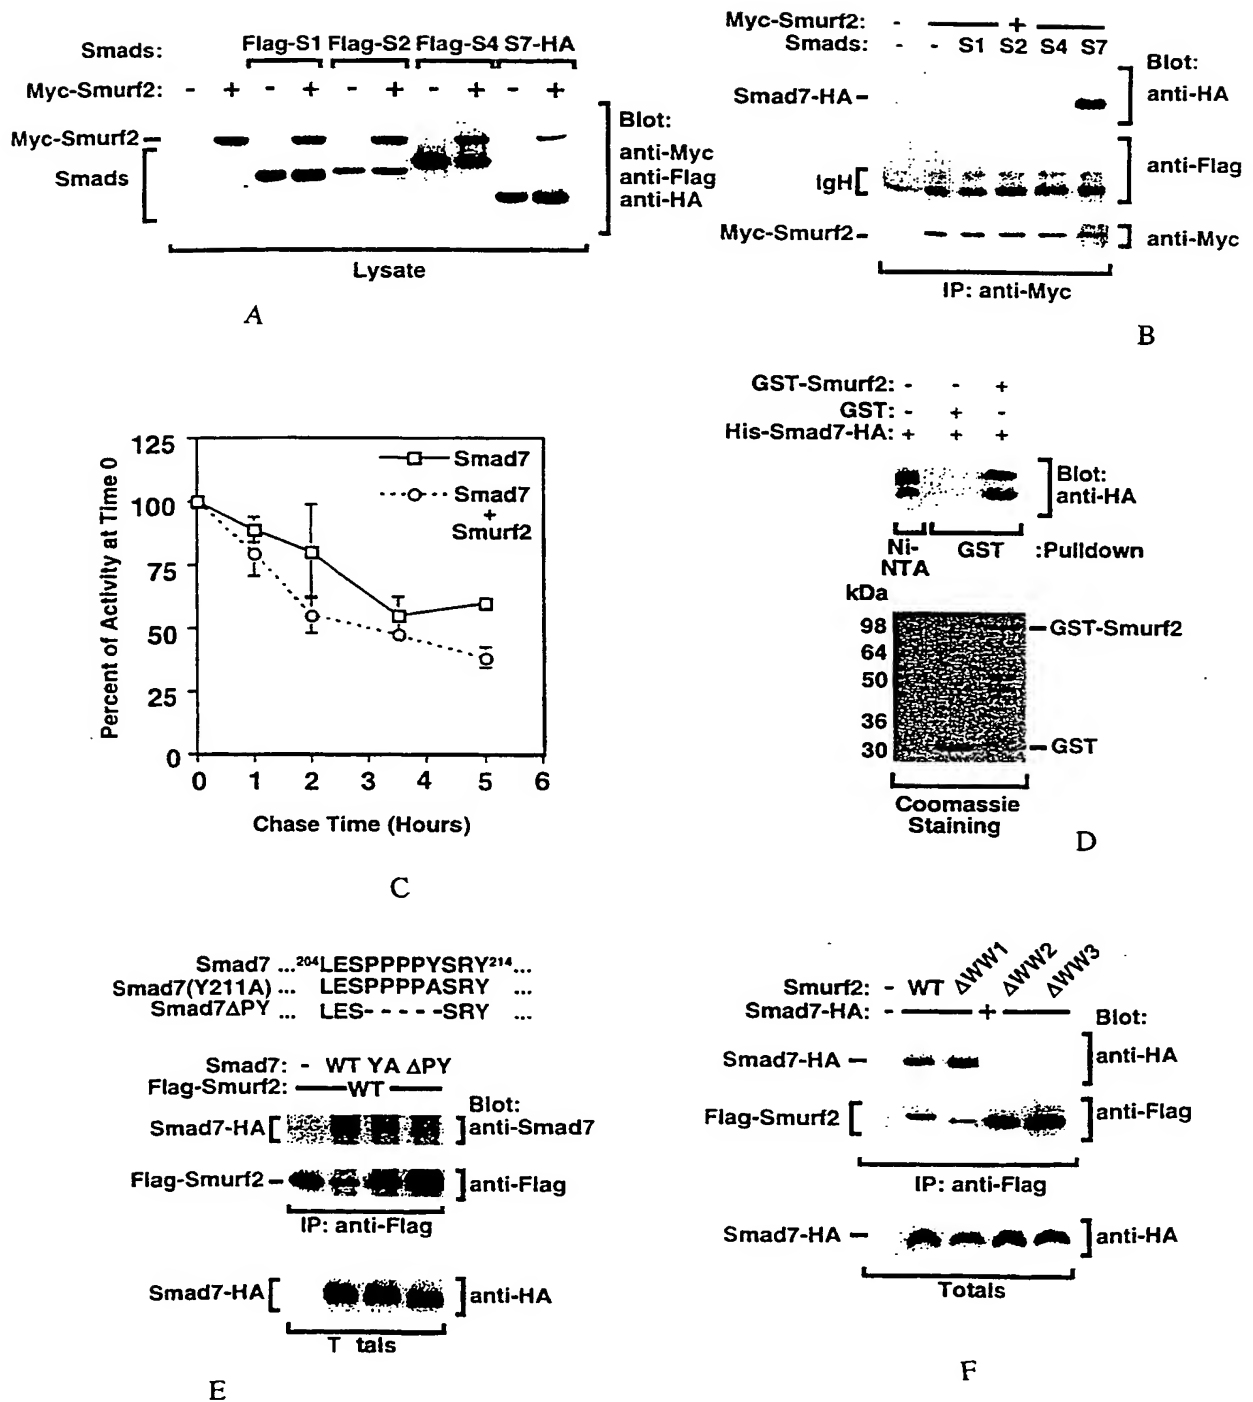 Smads: Flag-S1 Flag-S2 Flag-S4 S7-HA
Myc-Smurf2: - + - + - + - + - +
Myc-Smurf2
Smads
Blot:
anti-Myc
anti-Flag
anti-HA
Lysate
A
Myc-Smurf2: - +
Smads: - - S1 S2 S4 S7
Blot:
Smad7-HA
anti-HA
IgH
anti-Flag
Myc-Smurf2
anti-Myc
IP: anti-Myc
B
Percent of Activity at Time 0
125
100
75
50
25
0
0 1 2 3 4 5 6
Chase Time (Hours)
Smad7
Smad7
+
Smurf2
C
GST-Smurf2: - - +
GST: - + -
His-Smad7-HA: + + +
Blot:
anti-HA
Ni-
NTA
GST
:Pulldown
kDa
98
64
50
36
30
GST-Smurf2
GST
Coomassie
Staining
D
Smad7 ...²⁰⁴LESPPPPYSRY²¹⁴...
Smad7(Y211A) ... LESPPPPASRY ...
Smad7ΔPY ... LES-----SRY ...
Smad7: - WT YA ΔPY
Flag-Smurf2: WT
Blot:
Smad7-HA
anti-Smad7
Flag-Smurf2
anti-Flag
IP: anti-Flag
Smad7-HA
anti-HA
T tals
E
Smurf2: - WT ΔWW1 ΔWW2 ΔWW3
Smad7-HA: - +
Blot:
Smad7-HA
anti-HA
Flag-Smurf2
anti-Flag
IP: anti-Flag
Smad7-HA
anti-HA
Totals
F